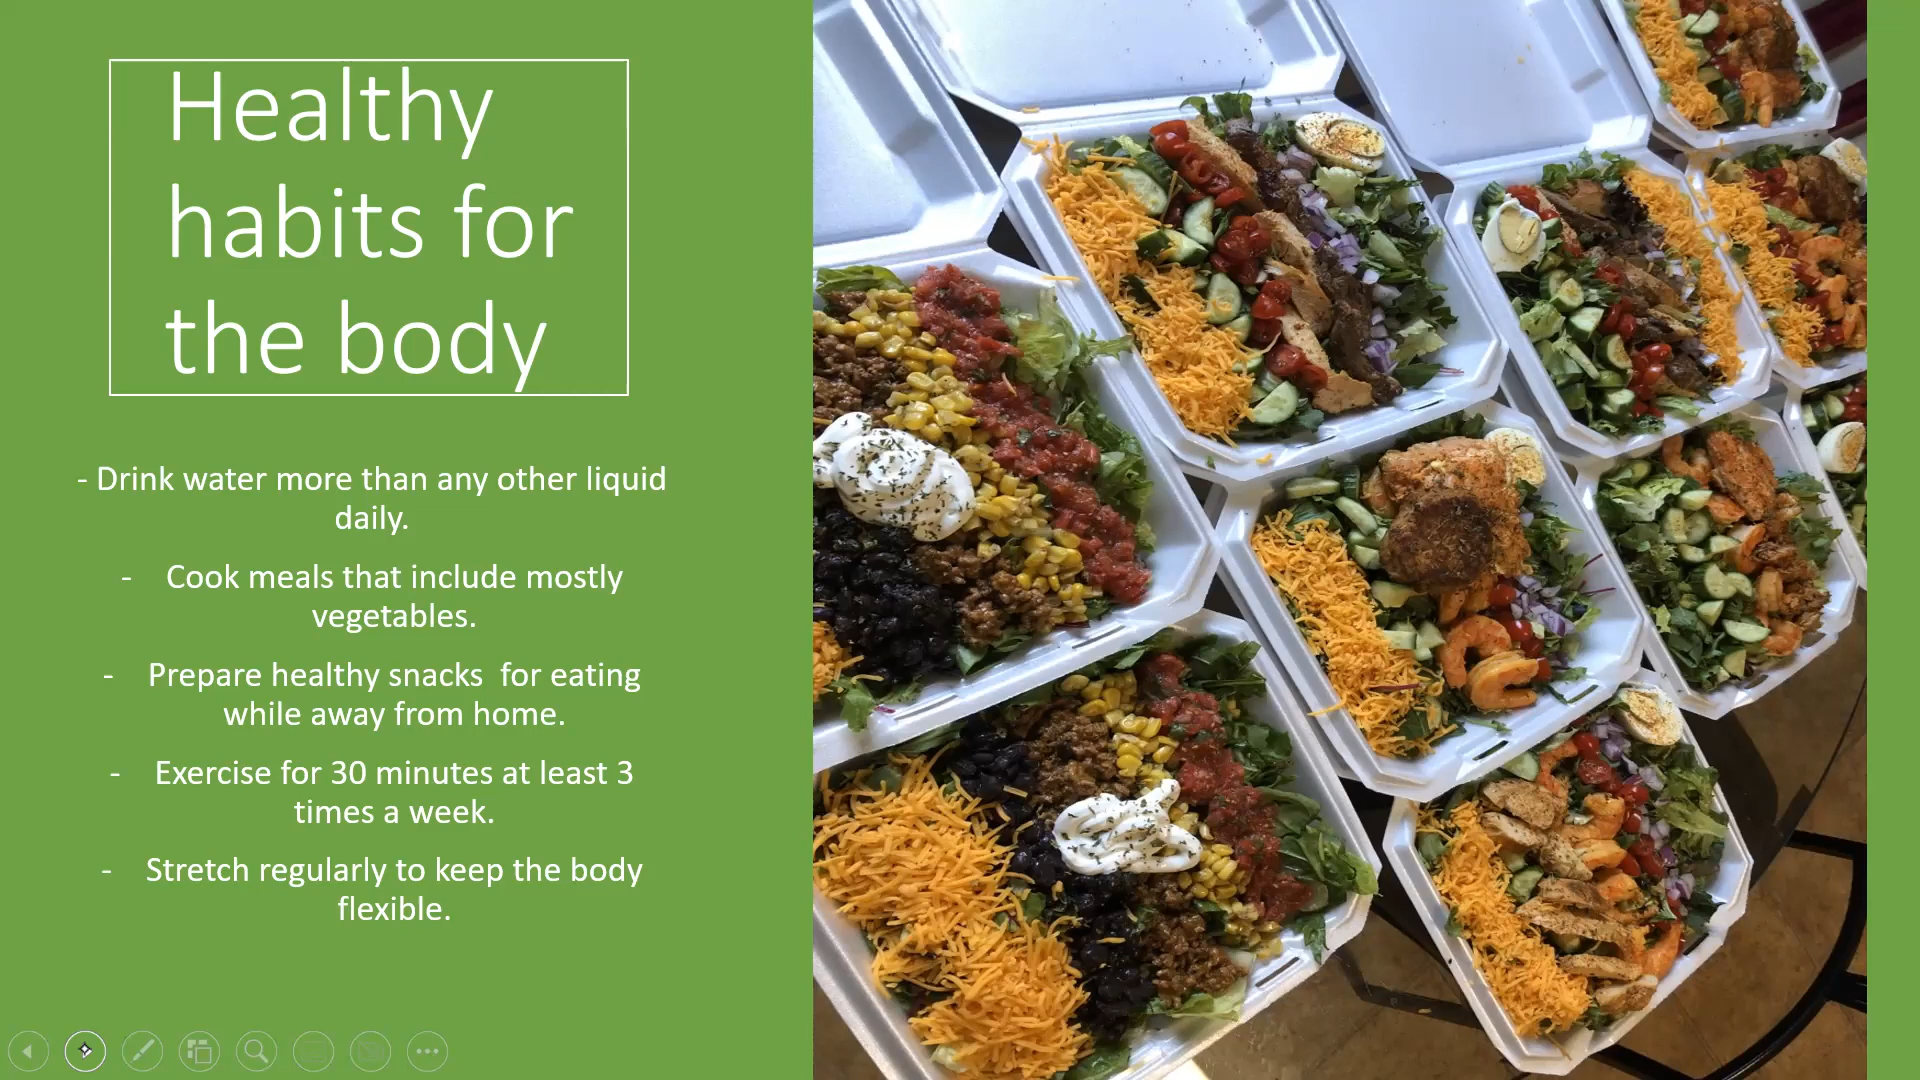 Healthy
habits for
the body
- Drink water more than any other liquid
daily.
- Cook meals that include mostly
vegetables.
- Prepare healthy snacks  for eating
while away from home.
- Exercise for 30 minutes at least 3
times a week.
- Stretch regularly to keep the body
flexible.